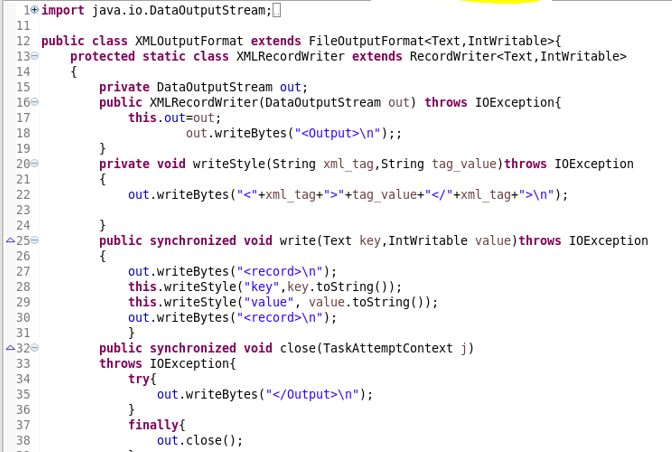 1 import java.io.DataOutputStream;
11
12 public class XMLOutputFormat extends FileOutputFormat<Text,IntWritable>{
13 protected static class XMLRecordWriter extends RecordWriter<Text,IntWritable>
14 {
15 private DataOutputStream out;
16 public XMLRecordWriter(DataOutputStream out) throws IOException{
17 this.out=out;
18 out.writeBytes("<Output>\n");;
19 }
20 private void writeStyle(String xml_tag,String tag_value)throws IOException
21 {
22 out.writeBytes("<"+xml_tag+">"+tag_value+"</"+xml_tag+">\n");
23
24 }
25 public synchronized void write(Text key,IntWritable value)throws IOException
26 {
27 out.writeBytes("<record>\n");
28 this.writeStyle("key",key.toString());
29 this.writeStyle("value", value.toString());
30 out.writeBytes("<record>\n");
31 }
32 public synchronized void close(TaskAttemptContext j)
33 throws IOException{
34 try{
35 out.writeBytes("</Output>\n");
36 }
37 finally{
38 out.close();